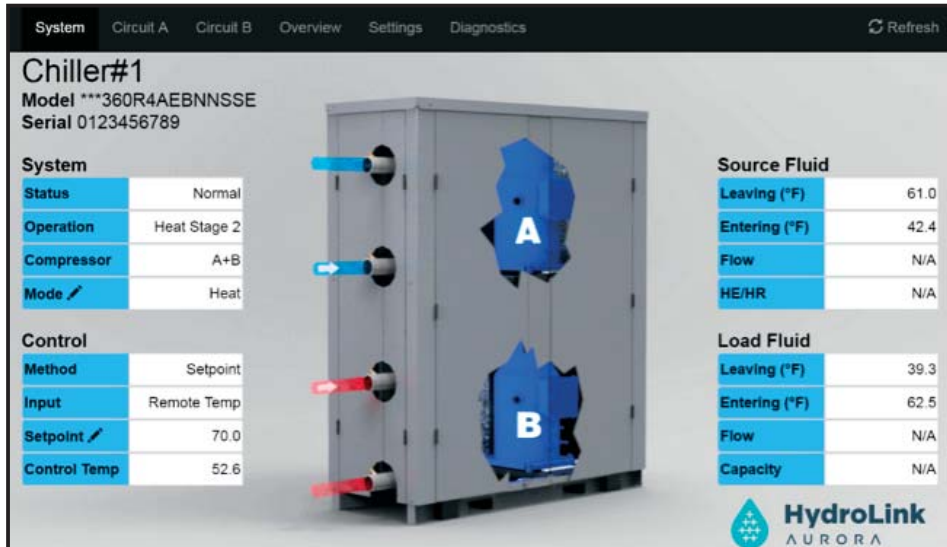 System Circuit A Circuit B Overview Settings Diagnostics Refresh
Chiller#1
Model ***360R4AEBNNSSE
Serial 0123456789
System
Status Normal
Operation Heat Stage 2
Compressor A+B
Mode Heat
Control
Method Setpoint
Input Remote Temp
Setpoint 70.0
Control Temp 52.6
A
B
Source Fluid
Leaving (°F) 61.0
Entering (°F) 42.4
Flow N/A
HE/HR N/A
Load Fluid
Leaving (°F) 39.3
Entering (°F) 62.5
Flow N/A
Capacity N/A
HydroLink
AURORA